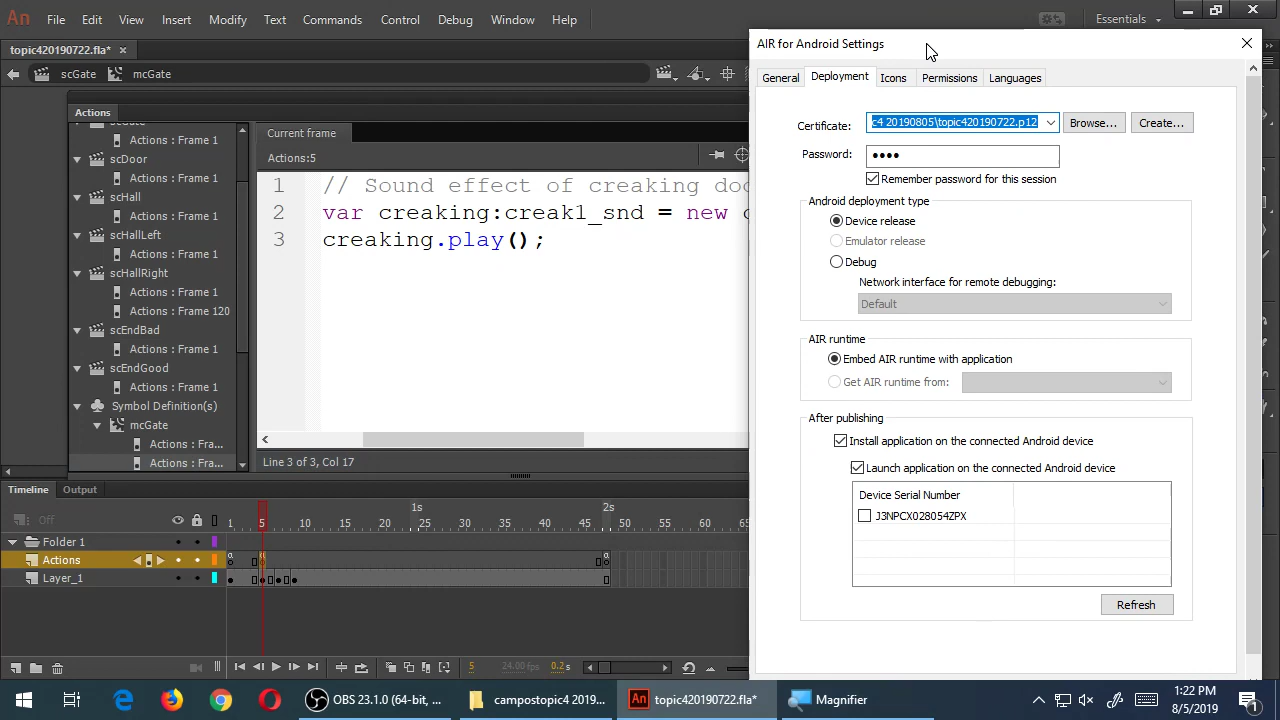 An File Edit View Insert Modify Text Commands Control Debug Window Help Essentials
topic420190722.fla* ×
scGate mcGate
Actions
Actions : Frame 1
scDoor
Actions : Frame 1
scHall
Actions : Frame 1
scHallLeft
Actions : Frame 1
scHallRight
Actions : Frame 1
Actions : Frame 120
scEndBad
Actions : Frame 1
scEndGood
Actions : Frame 1
Symbol Definition(s)
mcGate
Actions : Fra...
Actions : Fra...
Current frame
Actions:5
1 // Sound effect of creaking doo
2 var creaking:creak1_snd = new c
3 creaking.play();
Line 3 of 3, Col 17
AIR for Android Settings
General Deployment Icons Permissions Languages
Certificate: c4 20190805\topic420190722.p12 Browse... Create...
Password: ●●●●
Remember password for this session
Android deployment type
Device release
Emulator release
Debug
Network interface for remote debugging:
Default
AIR runtime
Embed AIR runtime with application
Get AIR runtime from:
After publishing
Install application on the connected Android device
Launch application on the connected Android device
Device Serial Number
J3NPCX028054ZPX
Refresh
Timeline Output
Off 1s 2s
1 5 10 15 20 25 30 35 40 45 50 55 60 65
Folder 1
Actions
Layer_1
5 24.00 fps 0.2 s
OBS 23.1.0 (64-bit, ... campostopic4 2019... topic420190722.fla* Magnifier
1:22 PM
8/5/2019
1